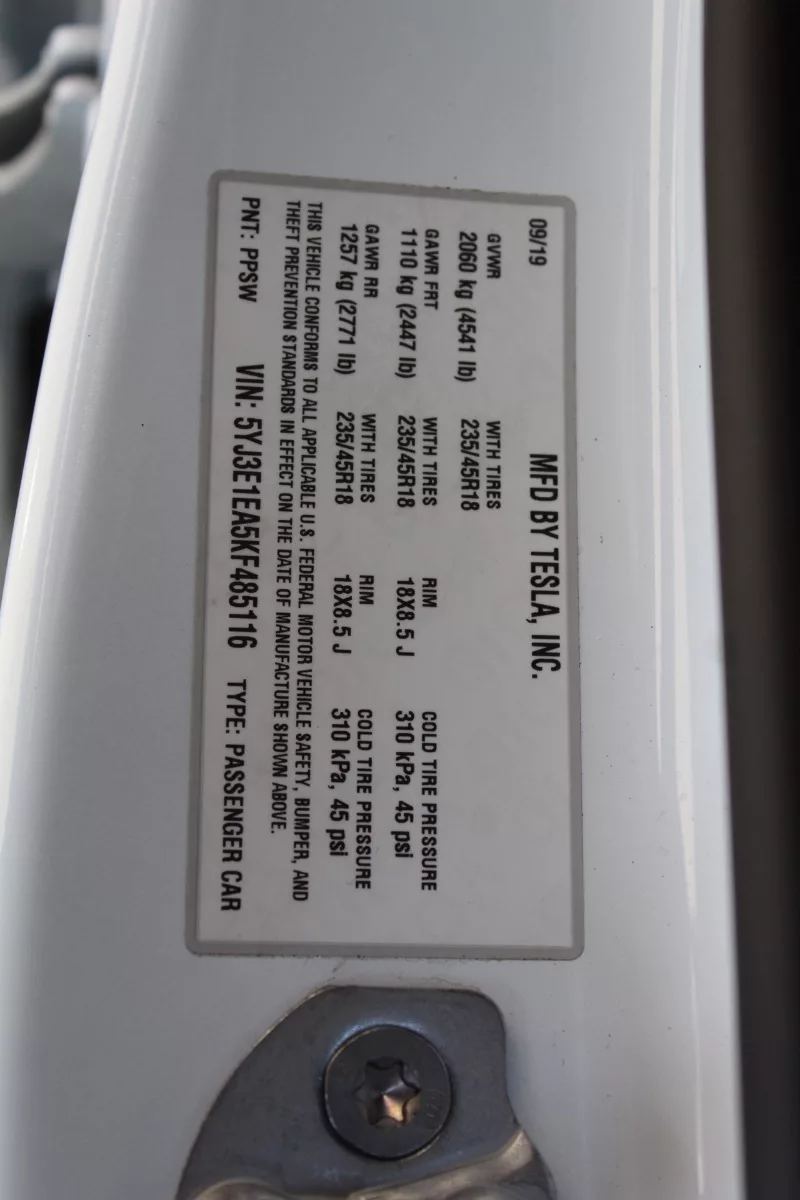 MFD BY TESLA, INC.
09/19
GVWR WITH TIRES
2060 kg (4541 lb) 235/45R18
GAWR FRT WITH TIRES RIM COLD TIRE PRESSURE
1110 kg (2447 lb) 235/45R18 18X8.5 J 310 kPa, 45 psi
GAWR RR WITH TIRES RIM COLD TIRE PRESSURE
1257 kg (2771 lb) 235/45R18 18X8.5 J 310 kPa, 45 psi
THIS VEHICLE CONFORMS TO ALL APPLICABLE U.S. FEDERAL MOTOR VEHICLE SAFETY, BUMPER, AND
THEFT PREVENTION STANDARDS IN EFFECT ON THE DATE OF MANUFACTURE SHOWN ABOVE.
PNT: PPSW VIN: 5YJ3E1EA5KF485116 TYPE: PASSENGER CAR